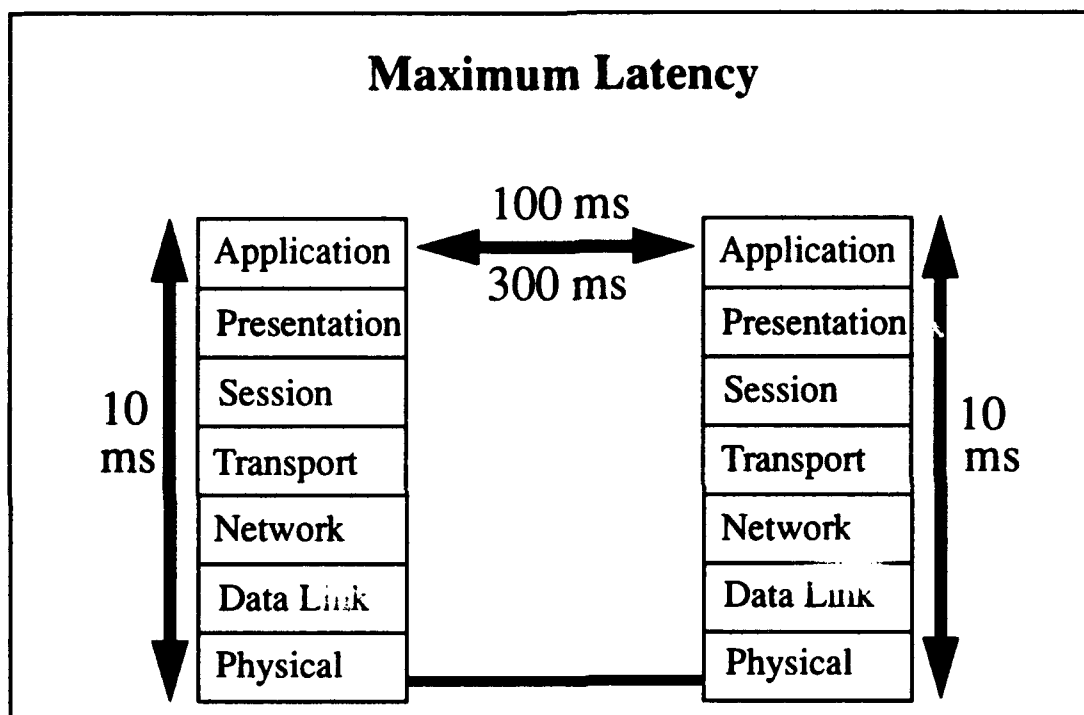 Maximum Latency
100 ms
300 ms
10
ms
Application
Presentation
Session
Transport
Network
Data Link
Physical
Application
Presentation
Session
Transport
Network
Data Link
Physical
10
ms